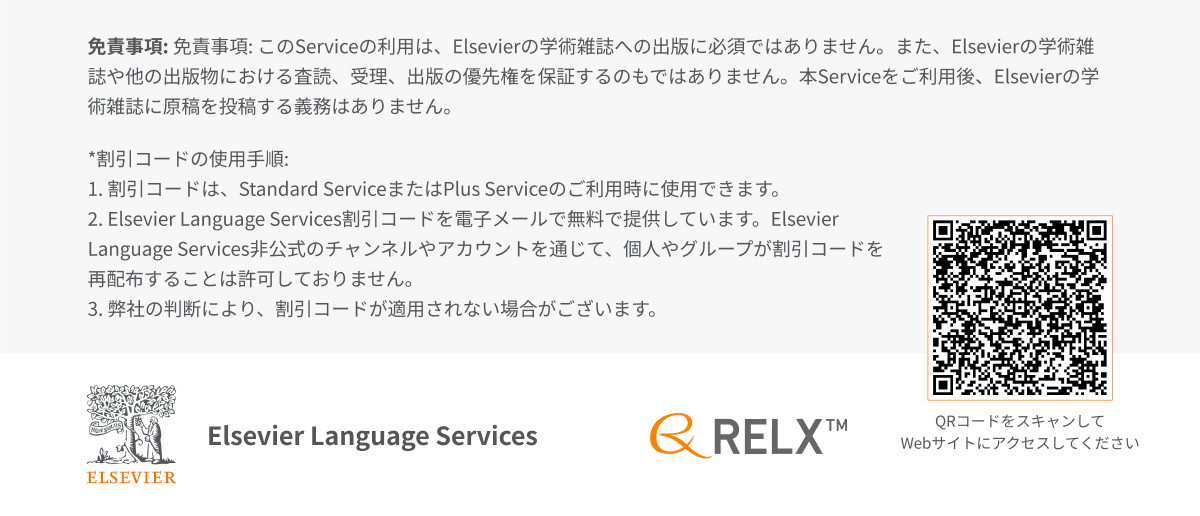 免責事項: 免責事項: このServiceの利用は、Elsevierの学術雑誌への出版に必須ではありません。また、Elsevierの学術雑
誌や他の出版物における査読、受理、出版の優先権を保証するのもではありません。本Serviceをご利用後、Elsevierの学
術雑誌に原稿を投稿する義務はありません。
*割引コードの使用手順:
1. 割引コードは、Standard ServiceまたはPlus Serviceのご利用時に使用できます。
2. Elsevier Language Services割引コードを電子メールで無料で提供しています。Elsevier
Language Services非公式のチャンネルやアカウントを通じて、個人やグループが割引コードを
再配布することは許可しておりません。
3. 弊社の判断により、割引コードが適用されない場合がございます。
ELSEVIER
Elsevier Language Services
RELX™
QRコードをスキャンして
Webサイトにアクセスしてください